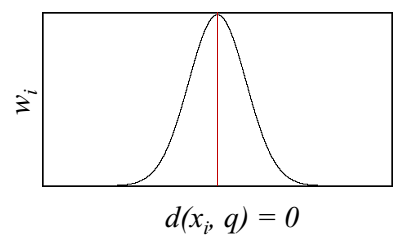 w_i
d(x_i, q) = 0